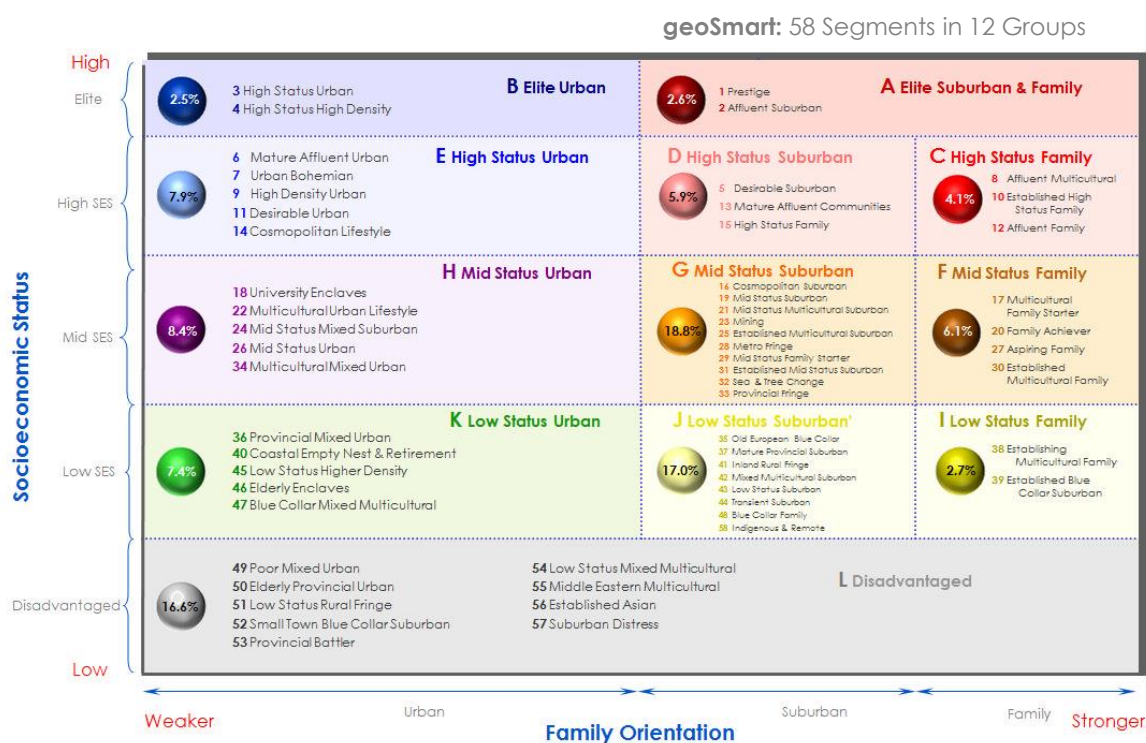 geoSmart: 58 Segments in 12 Groups
High
Elite
High SES
Mid SES
Low SES
Disadvantaged
Low
Socioeconomic Status
2.5%
3 High Status Urban
4 High Status High Density
B Elite Urban
2.6%
1 Prestige
2 Affluent Suburban
A Elite Suburban & Family
7.9%
6 Mature Affluent Urban
7 Urban Bohemian
9 High Density Urban
11 Desirable Urban
14 Cosmopolitan Lifestyle
E High Status Urban
D High Status Suburban
5.9%
5 Desirable Suburban
13 Mature Affluent Communities
15 High Status Family
C High Status Family
4.1%
8 Affluent Multicultural
10 Established High
Status Family
12 Affluent Family
H Mid Status Urban
8.4%
18 University Enclaves
22 Multicultural Urban Lifestyle
24 Mid Status Mixed Suburban
26 Mid Status Urban
34 Multicultural Mixed Urban
G Mid Status Suburban
18.8%
16 Cosmopolitan Suburban
19 Mid Status Suburban
21 Mid Status Multicultural Suburban
23 Mining
25 Established Multicultural Suburban
28 Metro Fringe
29 Mid Status Family Starter
31 Established Mid Status Suburban
32 Sea & Tree Change
33 Provincial Fringe
F Mid Status Family
6.1%
17 Multicultural
Family Starter
20 Family Achiever
27 Aspiring Family
30 Established
Multicultural Family
K Low Status Urban
7.4%
36 Provincial Mixed Urban
40 Coastal Empty Nest & Retirement
45 Low Status Higher Density
46 Elderly Enclaves
47 Blue Collar Mixed Multicultural
J Low Status Suburban'
17.0%
35 Old European Blue Collar
37 Mature Provincial Suburban
41 Inland Rural Fringe
42 Mixed Multicultural Suburban
43 Low Status Suburban
44 Transient Suburban
48 Blue Collar Family
58 Indigenous & Remote
I Low Status Family
2.7%
38 Establishing
Multicultural Family
39 Established Blue
Collar Suburban
16.6%
49 Poor Mixed Urban
50 Elderly Provincial Urban
51 Low Status Rural Fringe
52 Small Town Blue Collar Suburban
53 Provincial Battler
54 Low Status Mixed Multicultural
55 Middle Eastern Multicultural
56 Established Asian
57 Suburban Distress
L Disadvantaged
Weaker
Urban
Suburban
Family
Stronger
Family Orientation